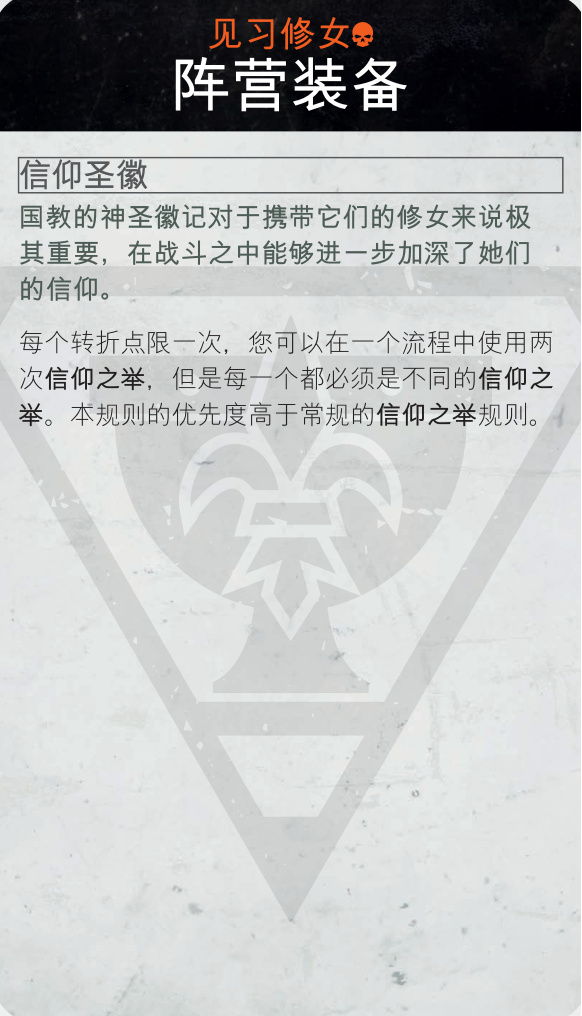 见习修女
阵营装备
信仰圣徽
国教的神圣徽记对于携带它们的修女来说极
其重要，在战斗之中能够进一步加深了她们
的信仰。
每个转折点限一次，您可以在一个流程中使用两
次信仰之举，但是每一个都必须是不同的信仰之
举。本规则的优先度高于常规的信仰之举规则。